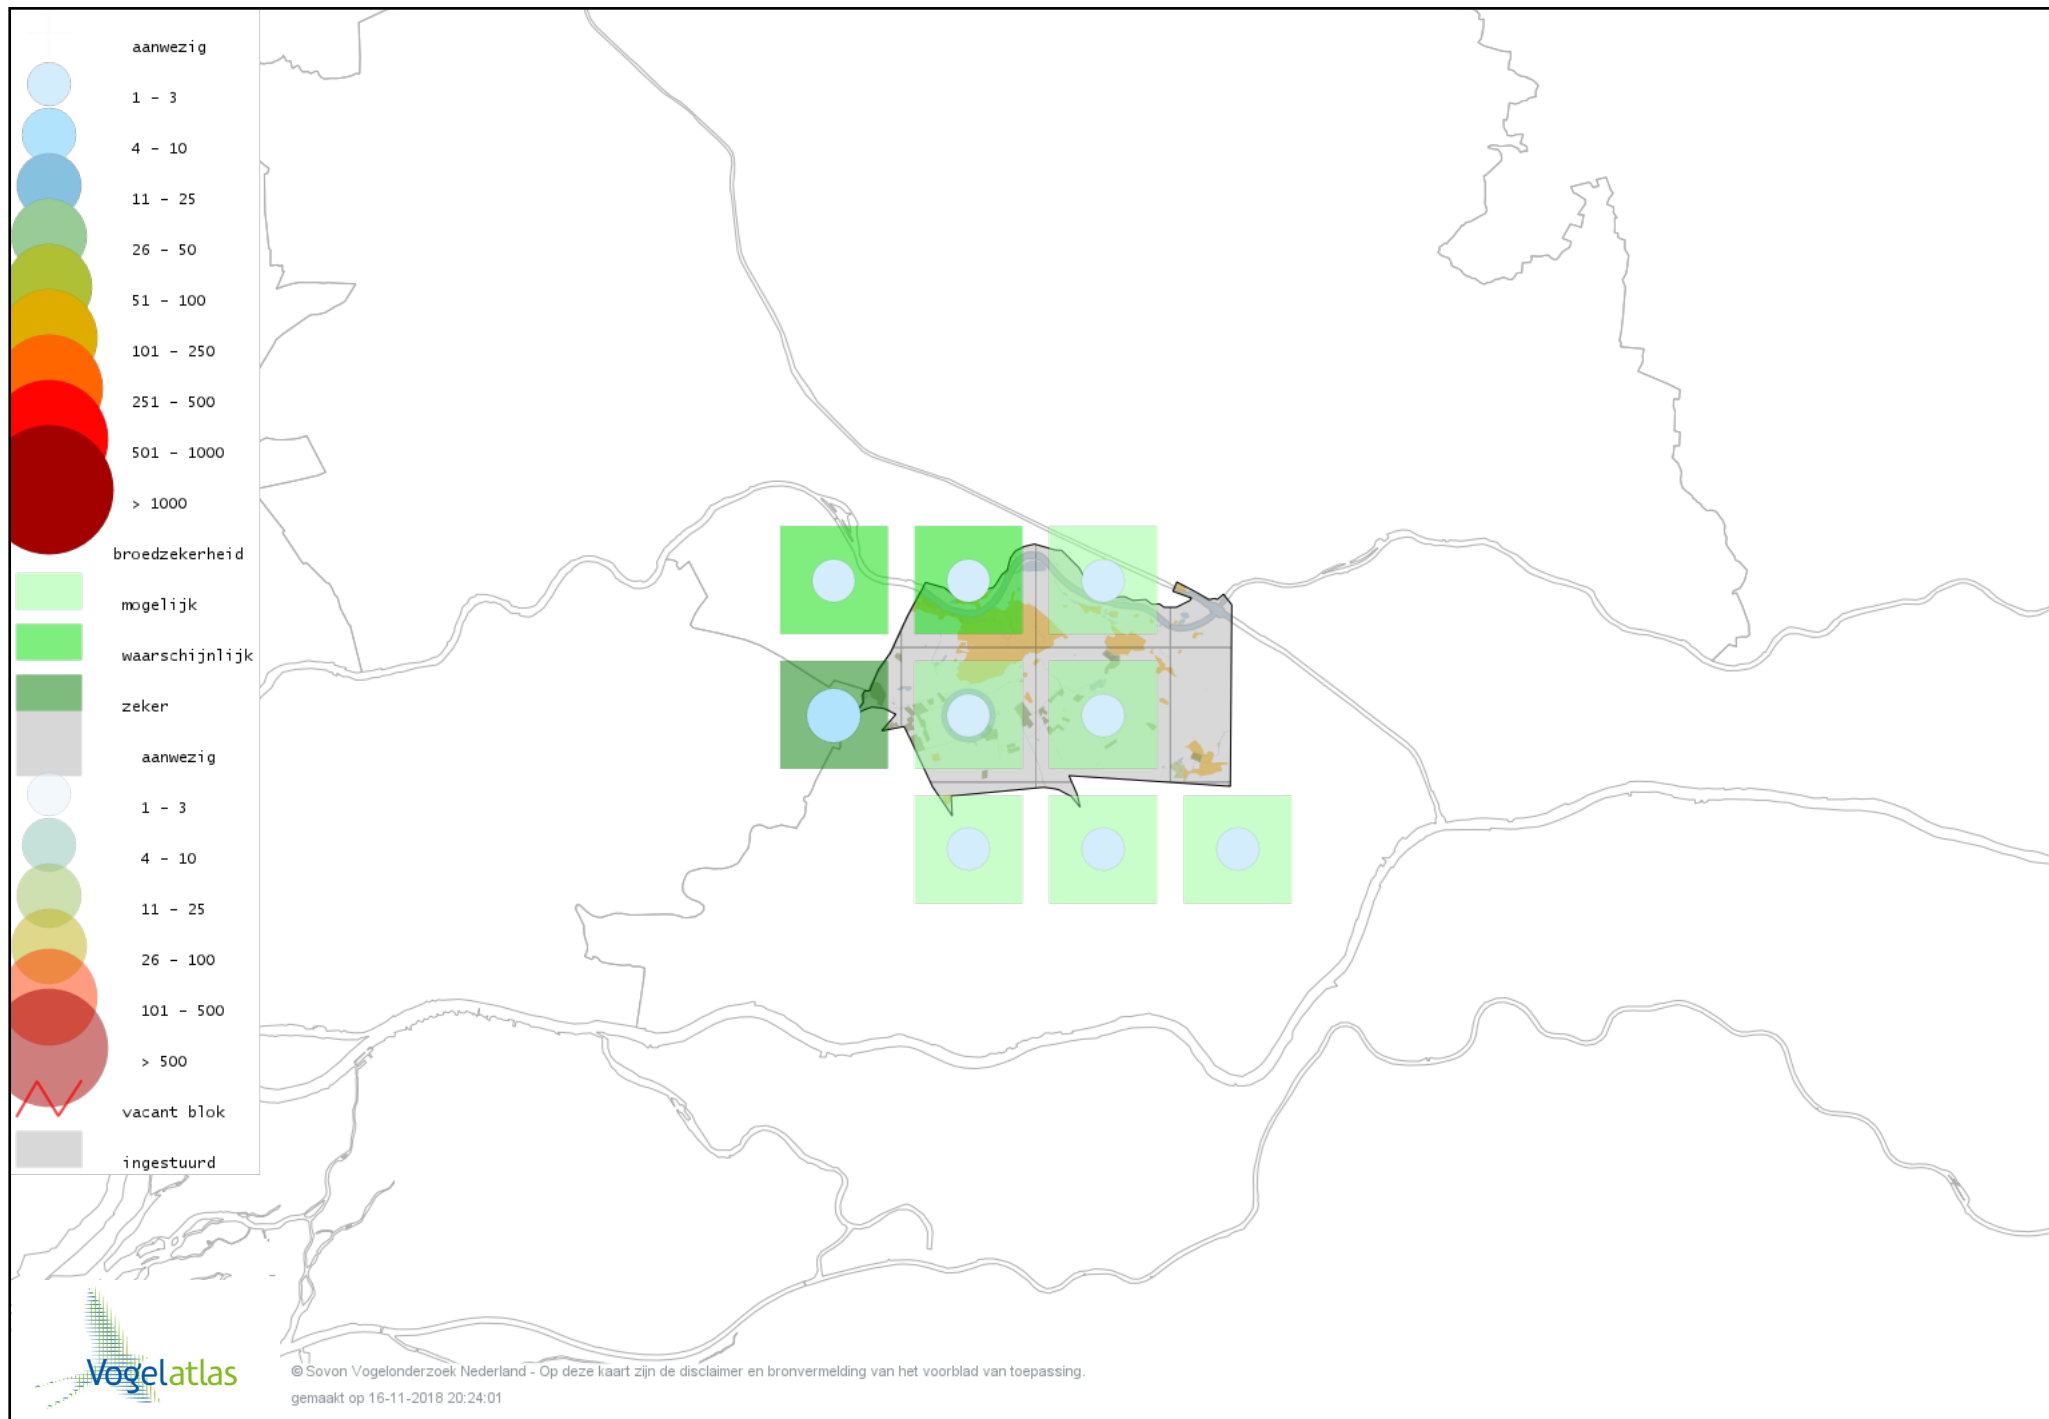 aanwezig
1 - 3
4 - 10
11 - 25
26 - 50
51 - 100
101 - 250
251 - 500
501 - 1000
> 1000
broedzekerheid
mogelijk
waarschijnlijk
zeker
aanwezig
1 - 3
4 - 10
11 - 25
26 - 100
101 - 500
> 500
vacant blok
ingestuurd
Vogelatlas
© Sovon Vogelonderzoek Nederland - Op deze kaart zijn de disclaimer en bronvermelding van het voorblad van toepassing.
gemaakt op 16-11-2018 20:24:01